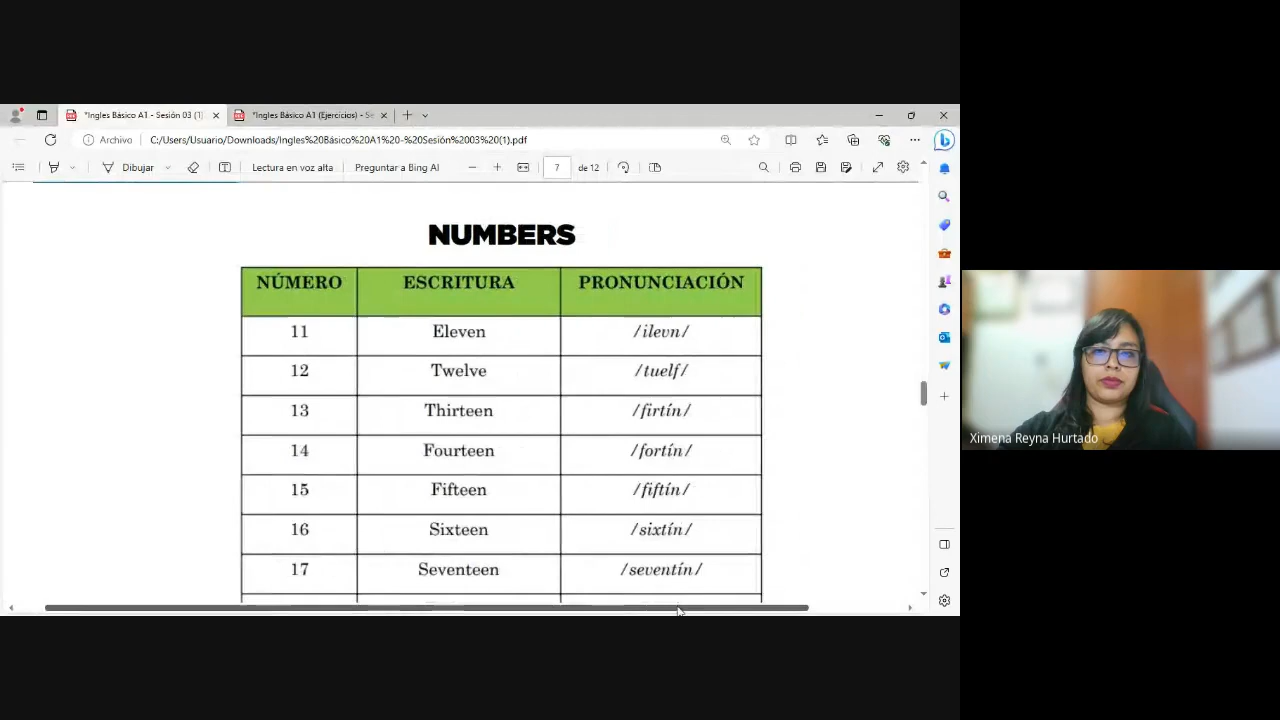 *Ingles Básico A1 - Sesión 03 (1)
*Ingles Básico A1 (Ejercicios) - Se
Archivo C:/Users/Usuario/Downloads/Ingles%20Básico%20A1%20-%20Sesión%2003%20(1).pdf
Dibujar Lectura en voz alta Preguntar a Bing AI 7 de 12
NUMBERS
NÚMERO ESCRITURA PRONUNCIACIÓN
11 Eleven /ilevn/
12 Twelve /tuelf/
13 Thirteen /firtín/
14 Fourteen /fortín/
15 Fifteen /fiftín/
16 Sixteen /sixtín/
17 Seventeen /seventín/
Ximena Reyna Hurtado